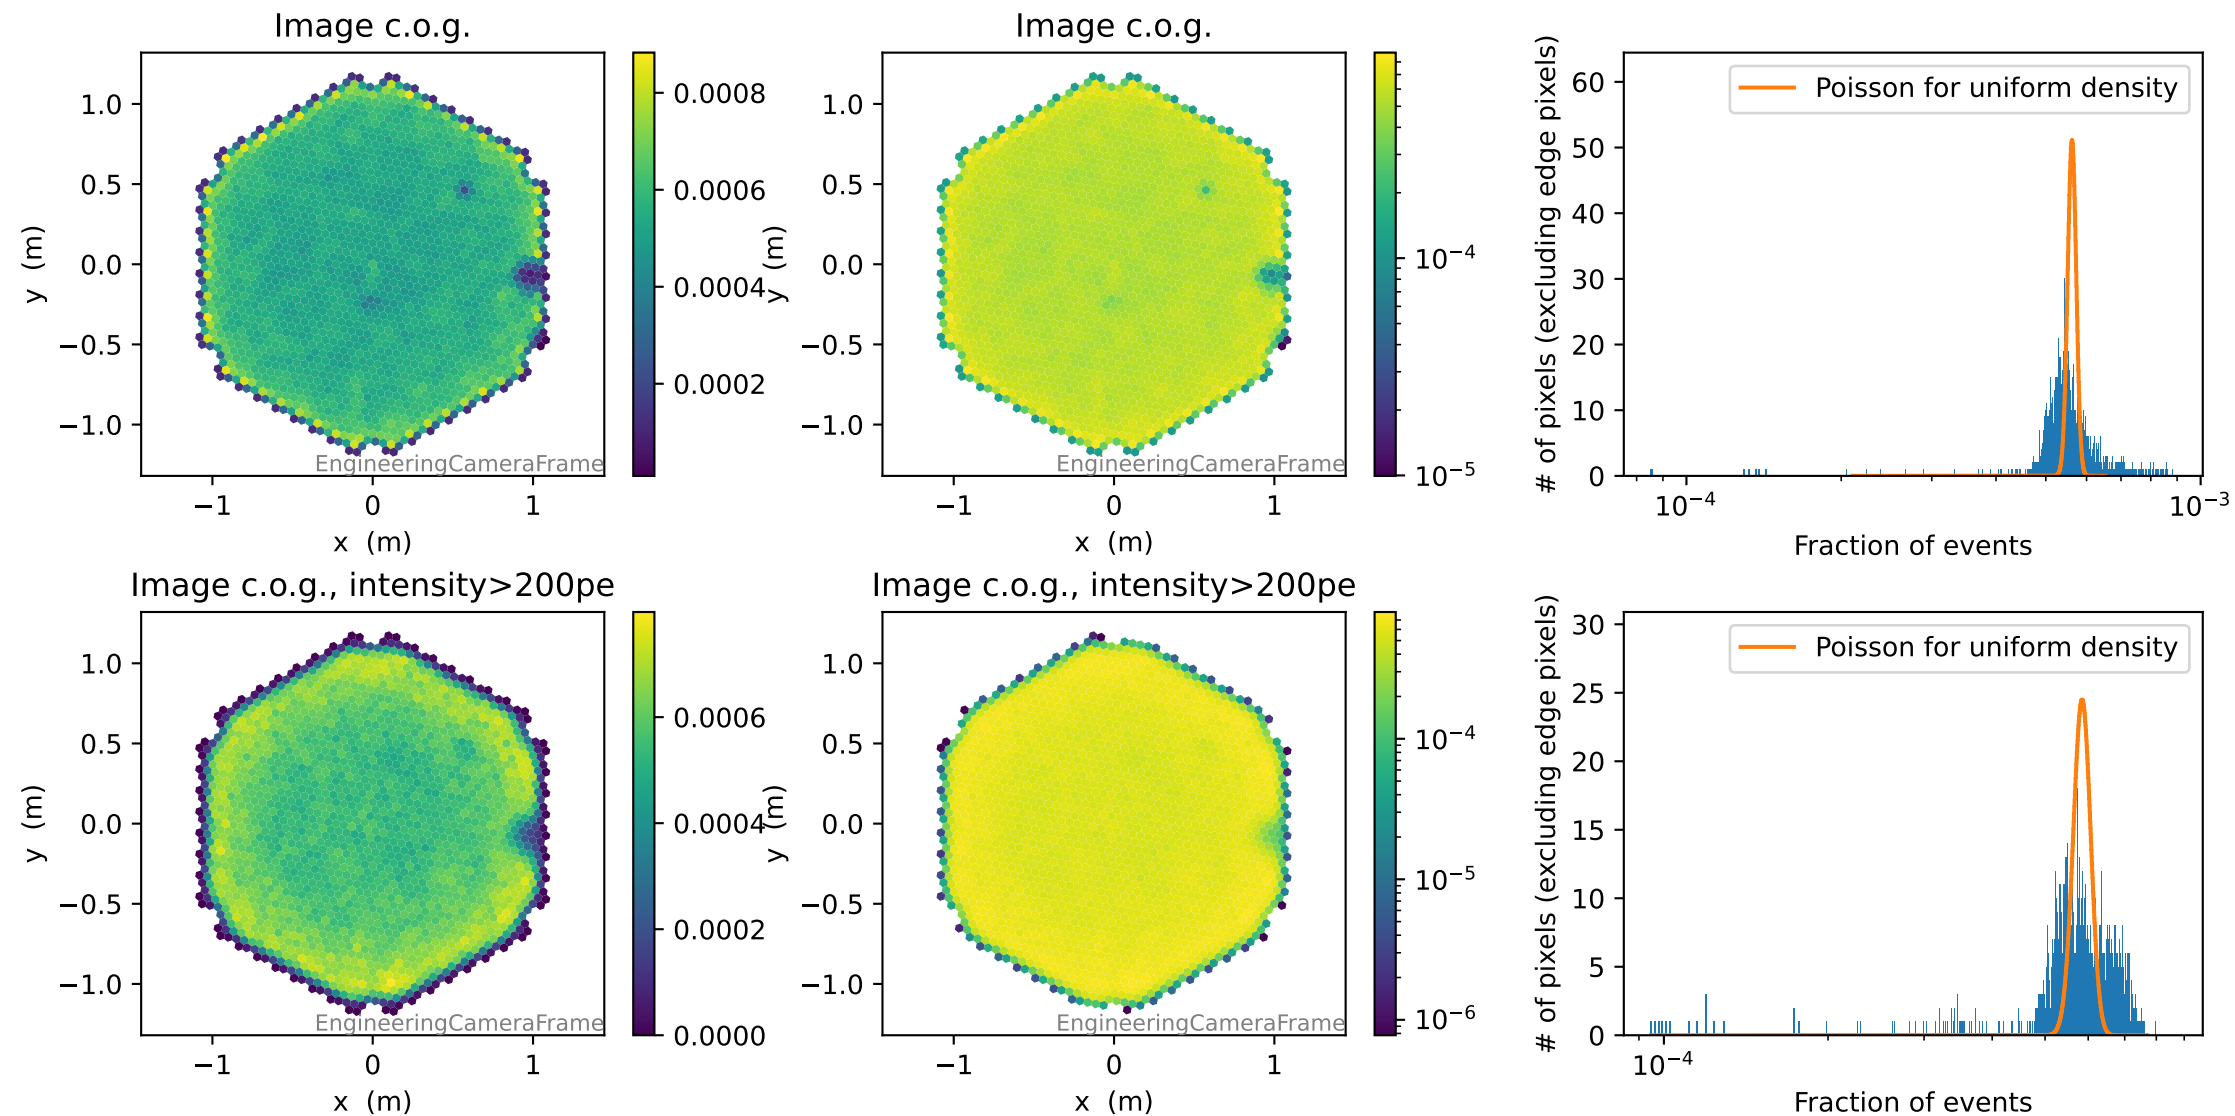 Image c.o.g.
1.0
0.5
0.0
−0.5
−1.0
y (m)
−1
0
1
x (m)
EngineeringCameraFrame
0.0008
0.0006
0.0004
0.0002
Image c.o.g.
1.0
0.5
0.0
−0.5
−1.0
y (m)
−1
0
1
x (m)
EngineeringCameraFrame
10⁻⁴
10⁻⁵
Poisson for uniform density
60
50
40
30
20
10
0
# of pixels (excluding edge pixels)
10⁻⁴
10⁻³
Fraction of events
Image c.o.g., intensity>200pe
1.0
0.5
0.0
−0.5
−1.0
y (m)
−1
0
1
x (m)
EngineeringCameraFrame
0.0006
0.0004
0.0002
0.0000
Image c.o.g., intensity>200pe
1.0
0.5
0.0
−0.5
−1.0
y (m)
−1
0
1
x (m)
EngineeringCameraFrame
10⁻⁴
10⁻⁵
10⁻⁶
Poisson for uniform density
30
25
20
15
10
5
0
# of pixels (excluding edge pixels)
10⁻⁴
Fraction of events